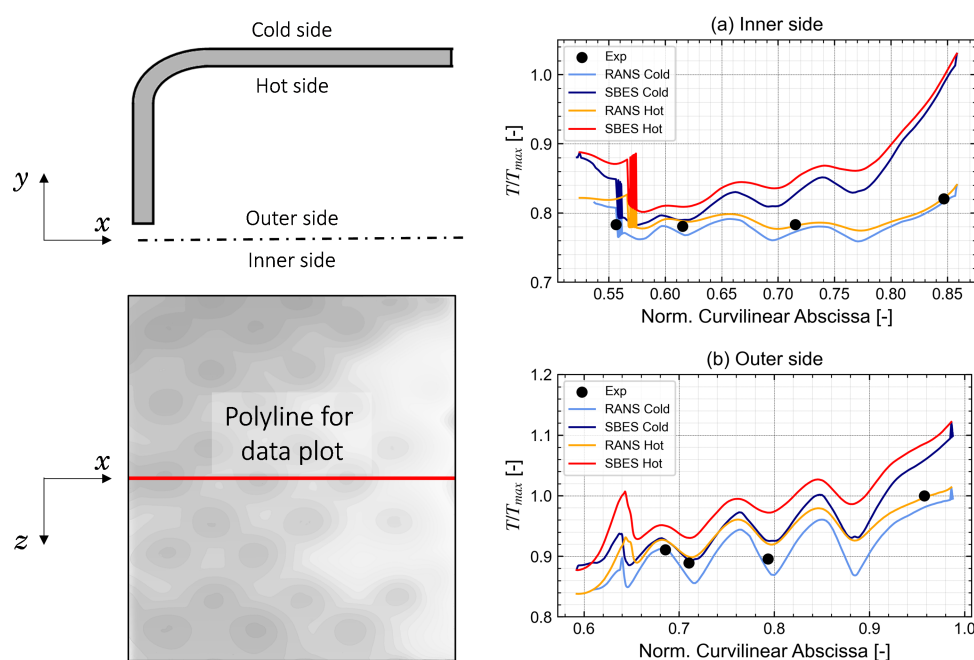 Cold side
Hot side
y
x
Outer side
Inner side
Polyline for
data plot
x
z
(a) Inner side
Exp
RANS Cold
SBES Cold
RANS Hot
SBES Hot
T/Tmax [-]
1.0
0.9
0.8
0.7
0.55 0.60 0.65 0.70 0.75 0.80 0.85
Norm. Curvilinear Abscissa [-]
(b) Outer side
Exp
RANS Cold
SBES Cold
RANS Hot
SBES Hot
T/Tmax [-]
1.2
1.1
1.0
0.9
0.8
0.6 0.7 0.8 0.9 1.0
Norm. Curvilinear Abscissa [-]